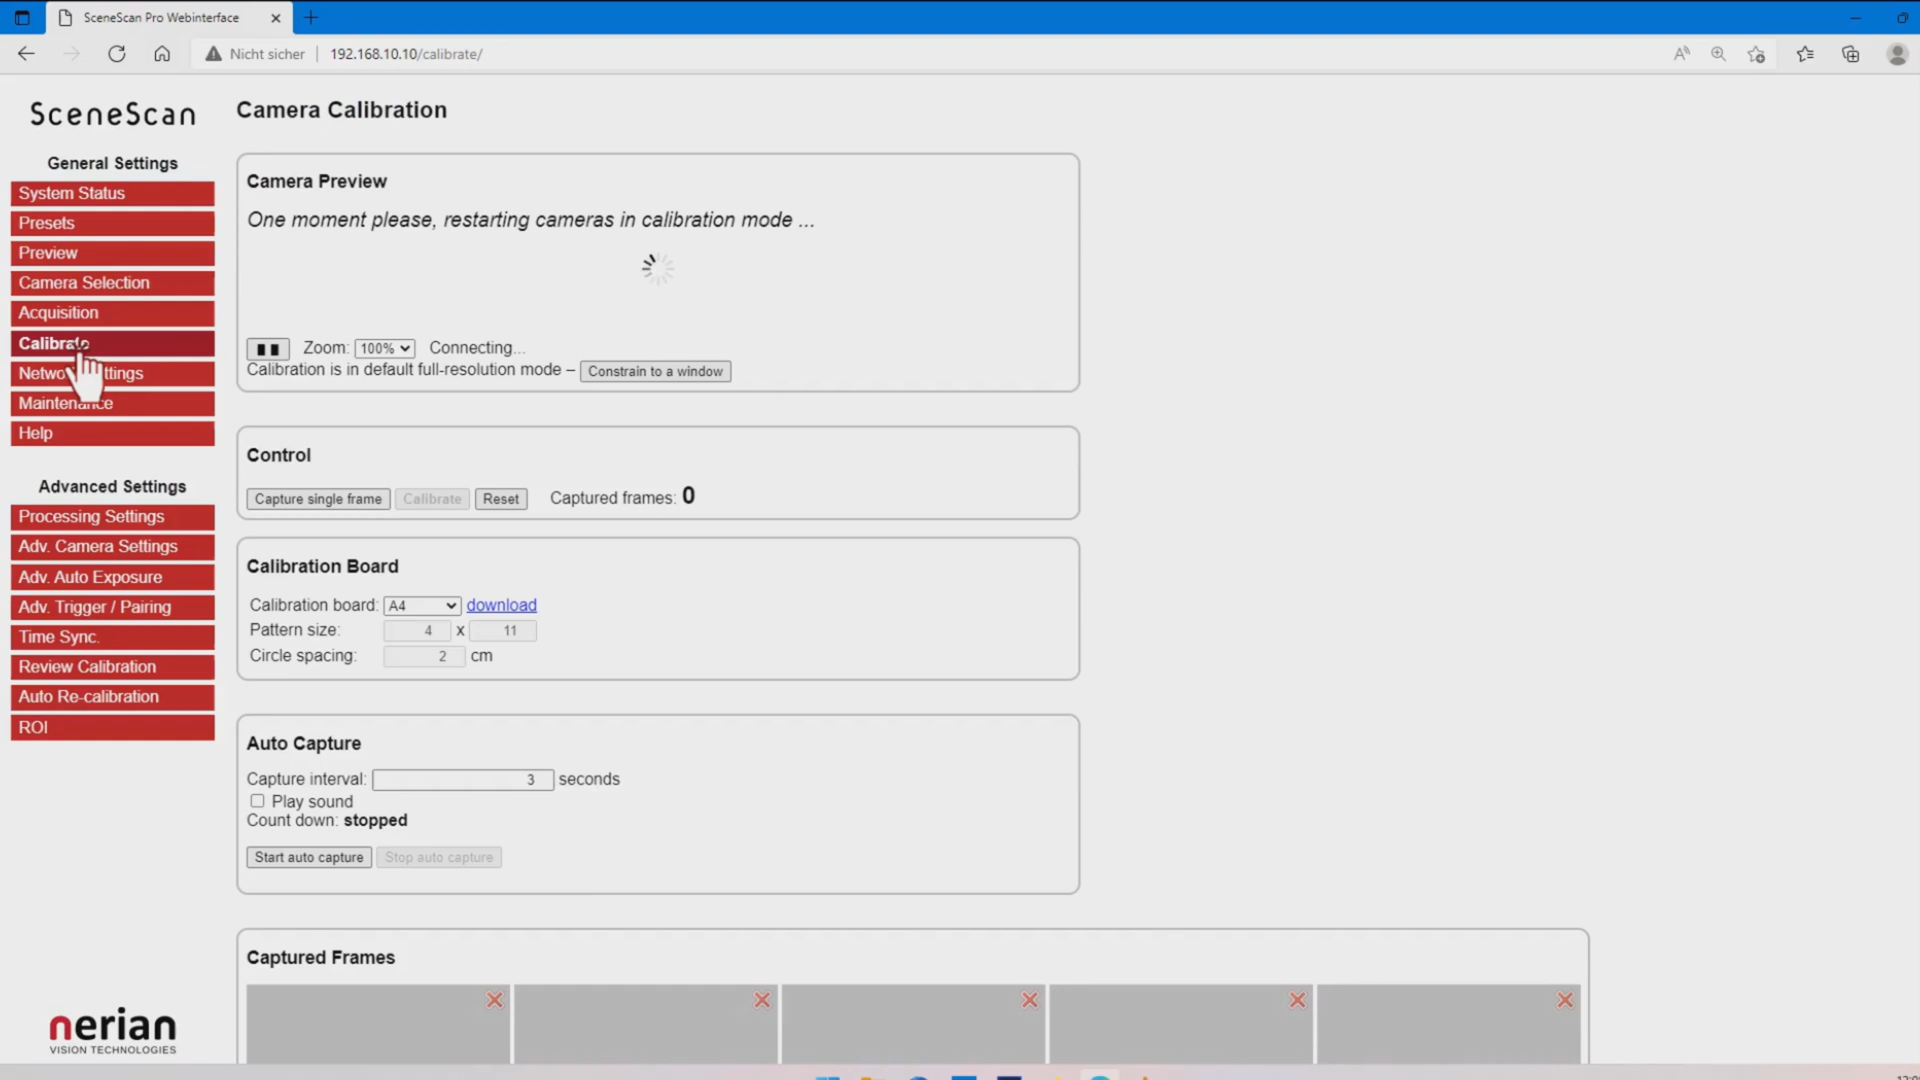 SceneScan Pro Webinterface
Nicht sicher
192.168.10.10/calibrate/
SceneScan
General Settings
System Status
Presets
Preview
Camera Selection
Acquisition
Calibrate
Maintenance
Help
Advanced Settings
Processing Settings
Adv. Camera Settings
Adv. Auto Exposure
Adv. Trigger / Pairing
Time Sync.
Review Calibration
Auto Re-calibration
ROI
nerian
VISION TECHNOLOGIES
Camera Calibration
Camera Preview
One moment please, restarting cameras in calibration mode ...
Zoom: 100% Connecting...
Calibration is in default full-resolution mode – Constrain to a window
Control
Capture single frame Calibrate Reset Captured frames: 0
Calibration Board
Calibration board: A4 download
Pattern size: 4 x 11
Circle spacing: 2 cm
Auto Capture
Capture interval: 3 seconds
Play sound
Count down: stopped
Start auto capture Stop auto capture
Captured Frames